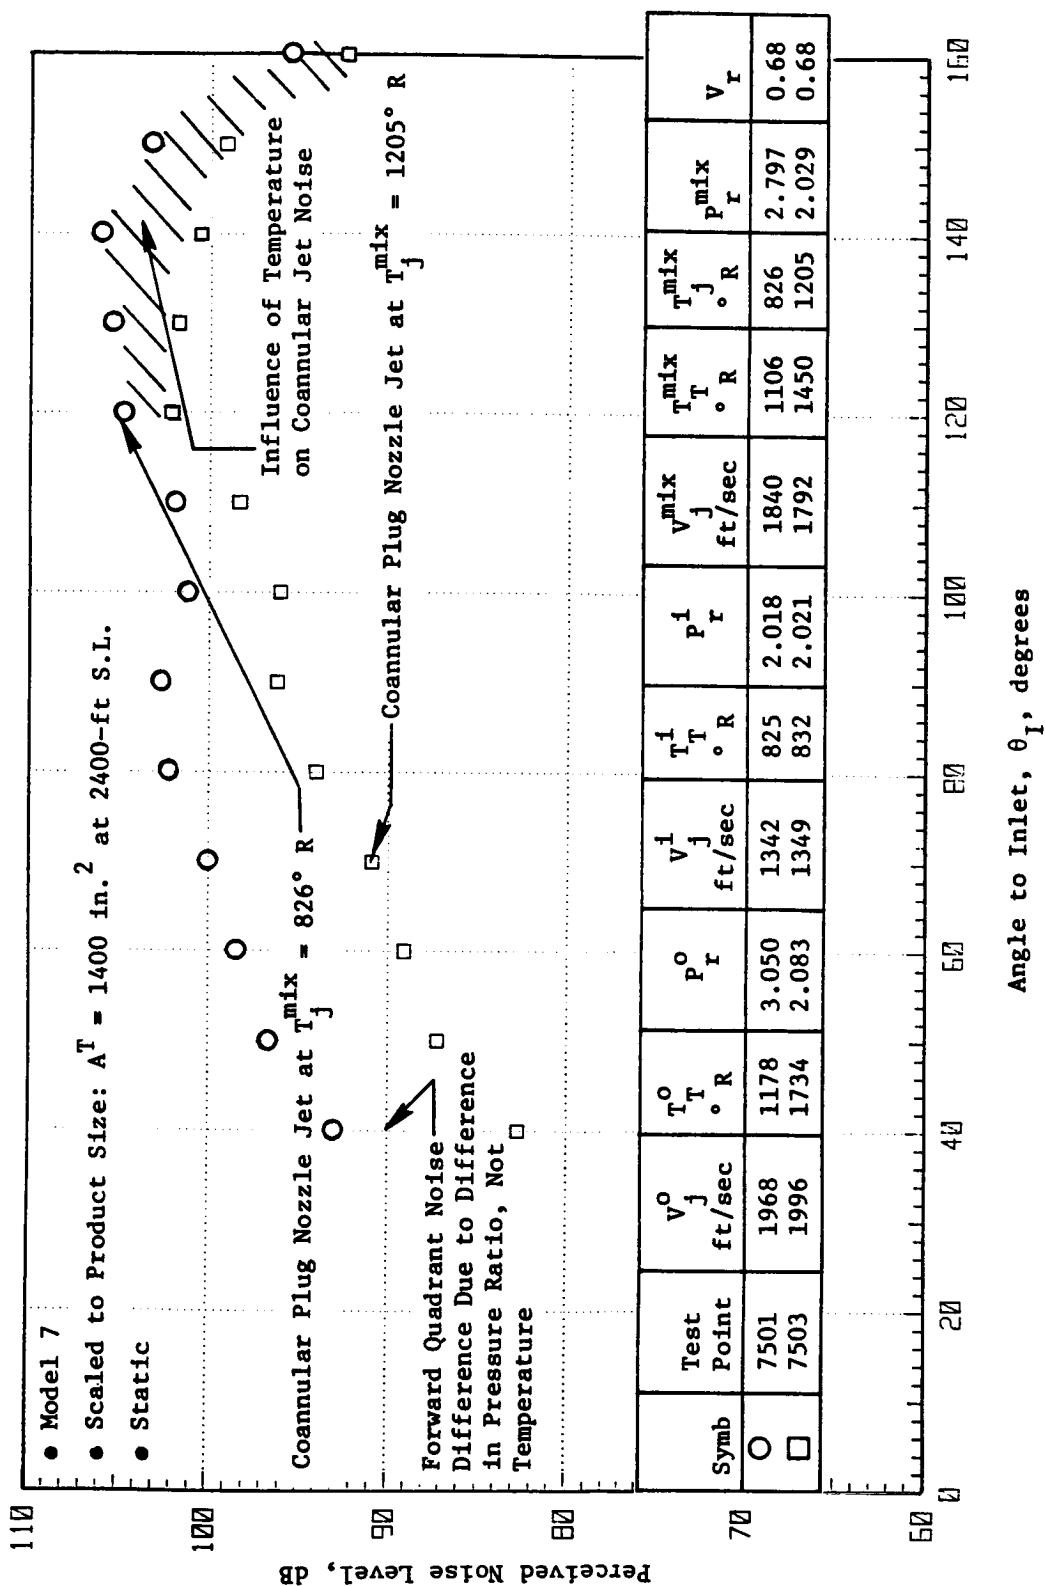 • Model 7
• Scaled to Product Size: A^T = 1400 in.^2 at 2400-ft S.L.
• Static
110
100
90
80
70
60
Perceived Noise Level, dB
Coannular Plug Nozzle Jet at T_j^mix = 826° R
Forward Quadrant Noise
Difference Due to Difference
in Pressure Ratio, Not
Temperature
Influence of Temperature
on Coannular Jet Noise
Coannular Plug Nozzle Jet at T_j^mix = 1205° R
Symb | Test Point | V_j^o ft/sec | T_T^o °R | P_r^o | V_j^i ft/sec | T_T^i °R | P_r^i | V_j^mix ft/sec | T_T^mix °R | T_j^mix °R | P_r^mix | V_r
○ | 7501 | 1968 | 1178 | 3.050 | 1342 | 825 | 2.018 | 1840 | 1106 | 826 | 2.797 | 0.68
□ | 7503 | 1996 | 1734 | 2.083 | 1349 | 832 | 2.021 | 1792 | 1450 | 1205 | 2.029 | 0.68
0 20 40 60 80 100 120 140 160
Angle to Inlet, θ_I, degrees